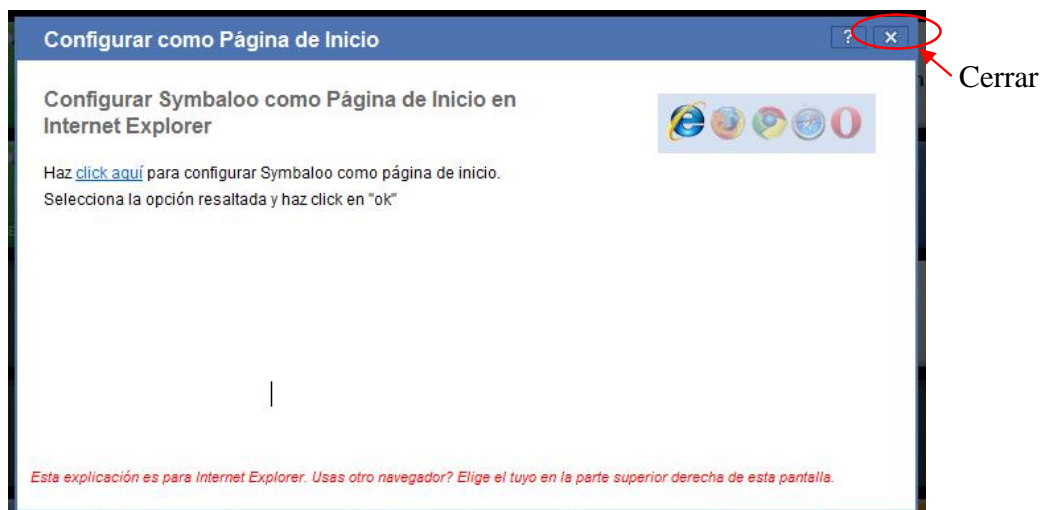 Configurar como Página de Inicio
? ×
Cerrar
Configurar Symbaloo como Página de Inicio en
Internet Explorer
Haz click aquí para configurar Symbaloo como página de inicio.
Selecciona la opción resaltada y haz click en "ok"
Esta explicación es para Internet Explorer. Usas otro navegador? Elige el tuyo en la parte superior derecha de esta pantalla.